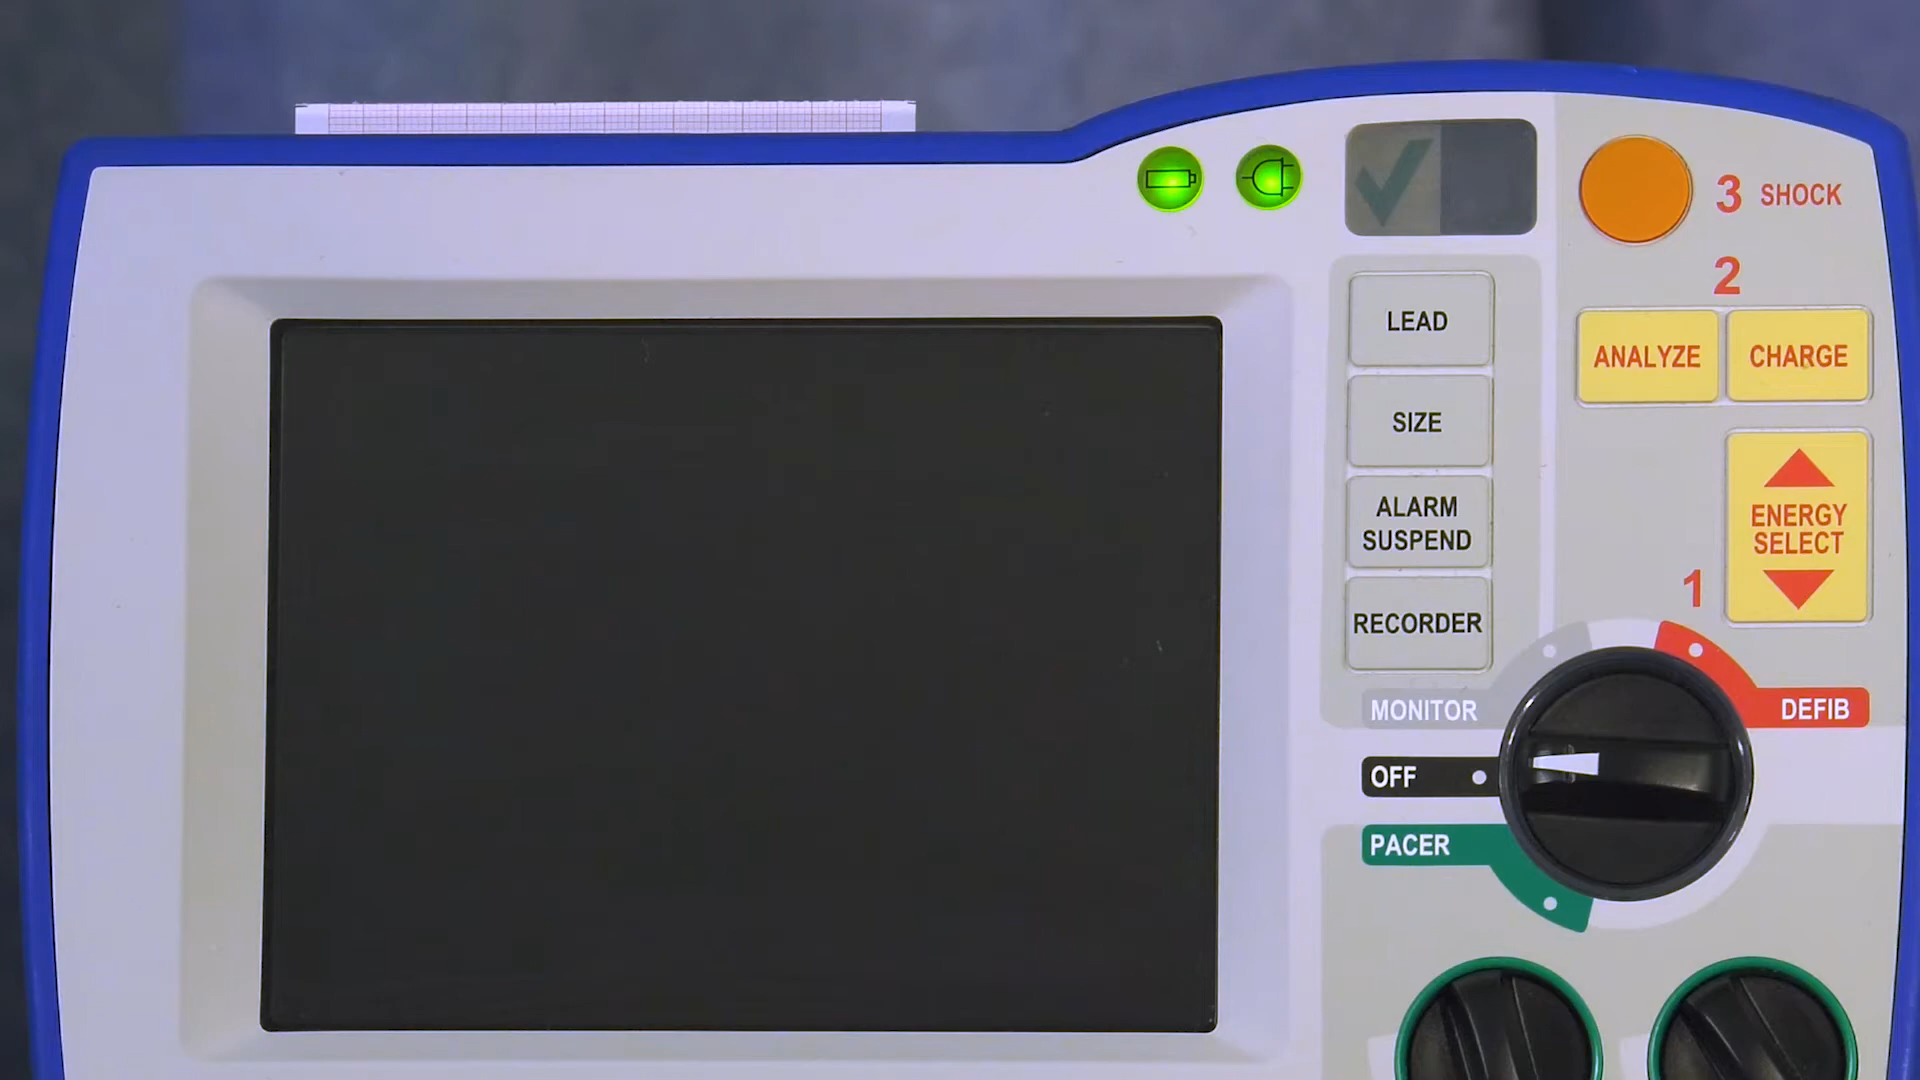 3 SHOCK
2
LEAD
ANALYZE
CHARGE
SIZE
ALARM
SUSPEND
ENERGY
SELECT
1
RECORDER
MONITOR
DEFIB
OFF
PACER